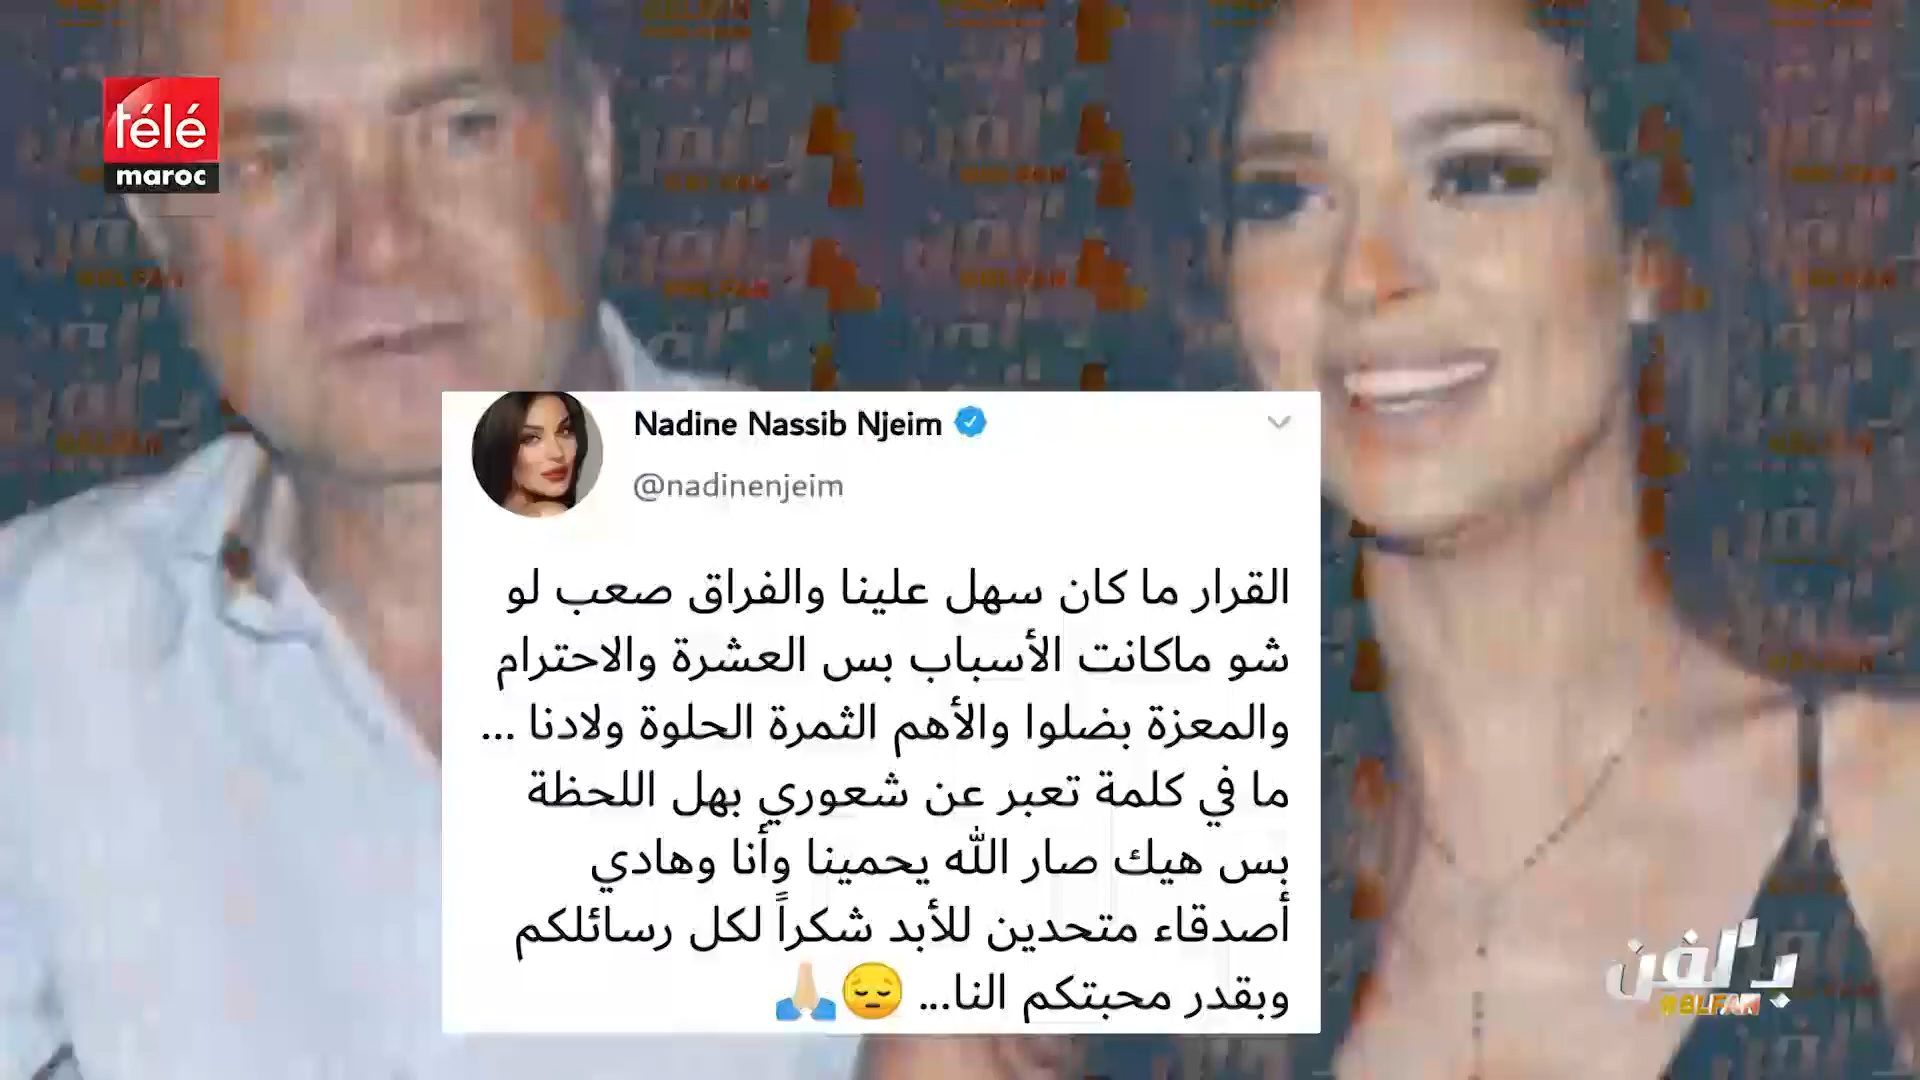 télé
maroc
Nadine Nassib Njeim
@nadinenjeim
القرار ما كان سهل علينا والفراق صعب لو
شو ماكانت الأسباب بس العشرة والاحترام
والمعزة بضلوا والأهم الثمرة الحلوة ولادنا ...
ما في كلمة تعبر عن شعوري بهل اللحظة
بس هيك صار الله يحمينا وأنا وهادي
أصدقاء متحدين للأبد شكراً لكل رسائلكم
وبقدر محبتكم النا... 😔🙏🏼
بالفن
#BLFAN